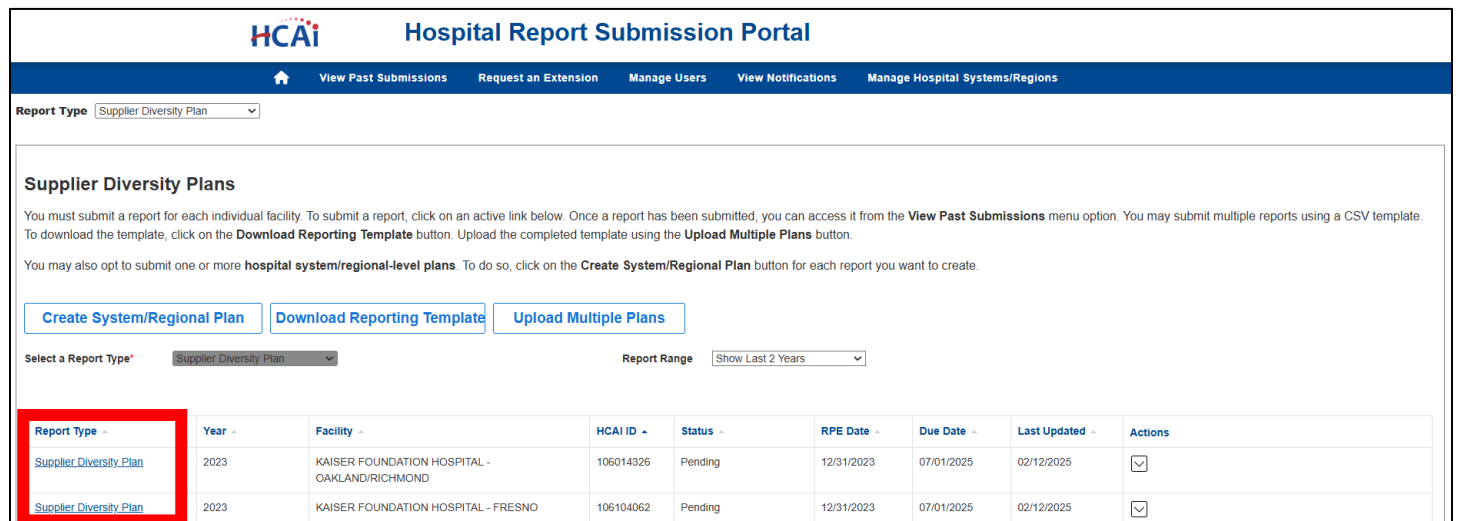 HCAi Hospital Report Submission Portal
View Past Submissions Request an Extension Manage Users View Notifications Manage Hospital Systems/Regions
Report Type Supplier Diversity Plan
Supplier Diversity Plans
You must submit a report for each individual facility. To submit a report, click on an active link below. Once a report has been submitted, you can access it from the View Past Submissions menu option. You may submit multiple reports using a CSV template.
To download the template, click on the Download Reporting Template button. Upload the completed template using the Upload Multiple Plans button.
You may also opt to submit one or more hospital system/regional-level plans. To do so, click on the Create System/Regional Plan button for each report you want to create.
Create System/Regional Plan Download Reporting Template Upload Multiple Plans
Select a Report Type* Supplier Diversity Plan Report Range Show Last 2 Years
Report Type Year Facility HCAI ID Status RPE Date Due Date Last Updated Actions
Supplier Diversity Plan 2023 KAISER FOUNDATION HOSPITAL - 106014326 Pending 12/31/2023 07/01/2025 02/12/2025
OAKLAND/RICHMOND
Supplier Diversity Plan 2023 KAISER FOUNDATION HOSPITAL - FRESNO 106104062 Pending 12/31/2023 07/01/2025 02/12/2025